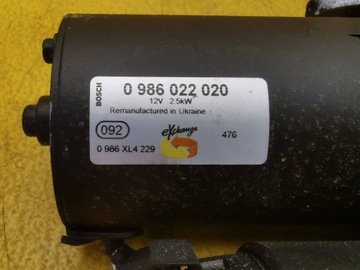 BOSCH
0 986 022 020
12V 2.5kW
Remanufactured in Ukraine
092
eXchange
476
0 986 XL4 229